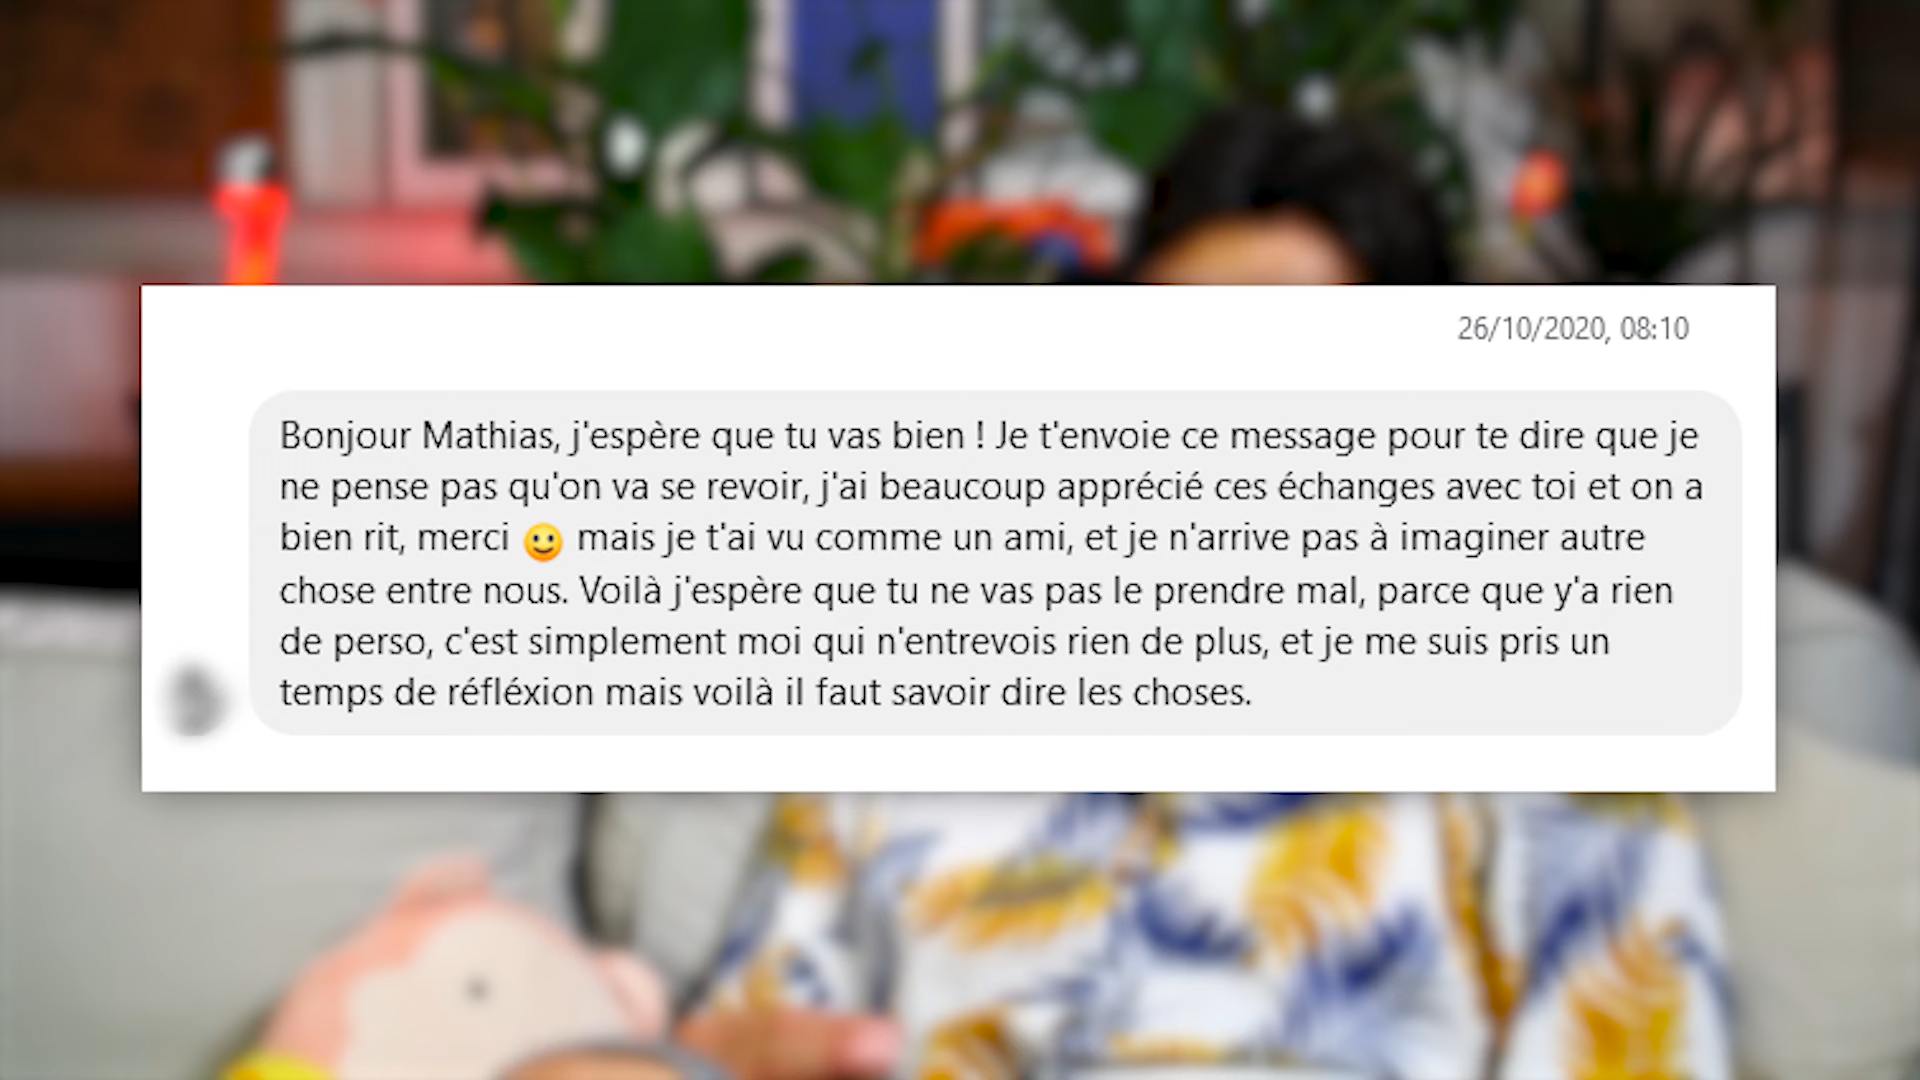 26/10/2020, 08:10
Bonjour Mathias, j'espère que tu vas bien ! Je t'envoie ce message pour te dire que je
ne pense pas qu'on va se revoir, j'ai beaucoup apprécié ces échanges avec toi et on a
bien rit, merci 🙂 mais je t'ai vu comme un ami, et je n'arrive pas à imaginer autre
chose entre nous. Voilà j'espère que tu ne vas pas le prendre mal, parce que y'a rien
de perso, c'est simplement moi qui n'entrevois rien de plus, et je me suis pris un
temps de réfléxion mais voilà il faut savoir dire les choses.